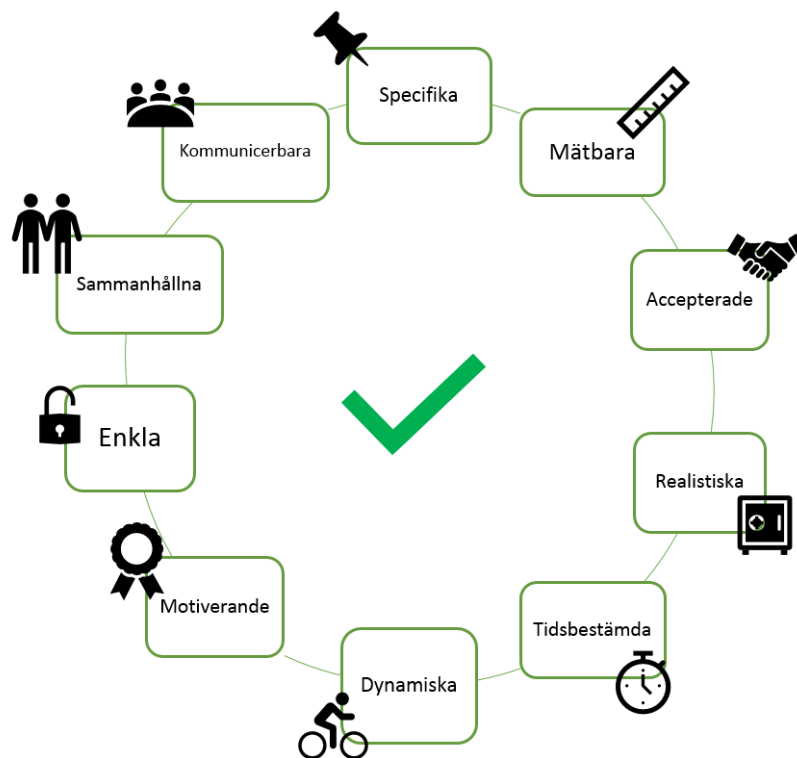 Specifika
Mätbara
Accepterade
Realistiska
Tidsbestämda
Dynamiska
Motiverande
Enkla
Sammanhållna
Kommunicerbara